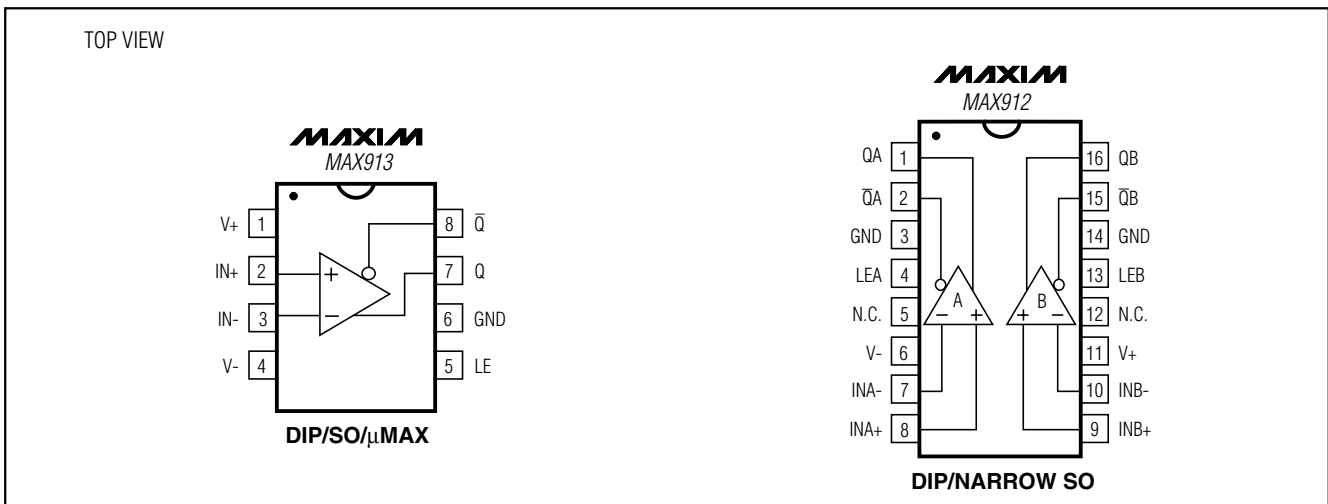 TOP VIEW
MAXIM
MAX913
V+ 1
IN+ 2
IN- 3
V- 4
8 Q̅
7 Q
6 GND
5 LE
+
−
DIP/SO/μMAX
MAXIM
MAX912
QA 1
Q̅A 2
GND 3
LEA 4
N.C. 5
V- 6
INA- 7
INA+ 8
16 QB
15 Q̅B
14 GND
13 LEB
12 N.C.
11 V+
10 INB-
9 INB+
A
− +
B
+ −
DIP/NARROW SO